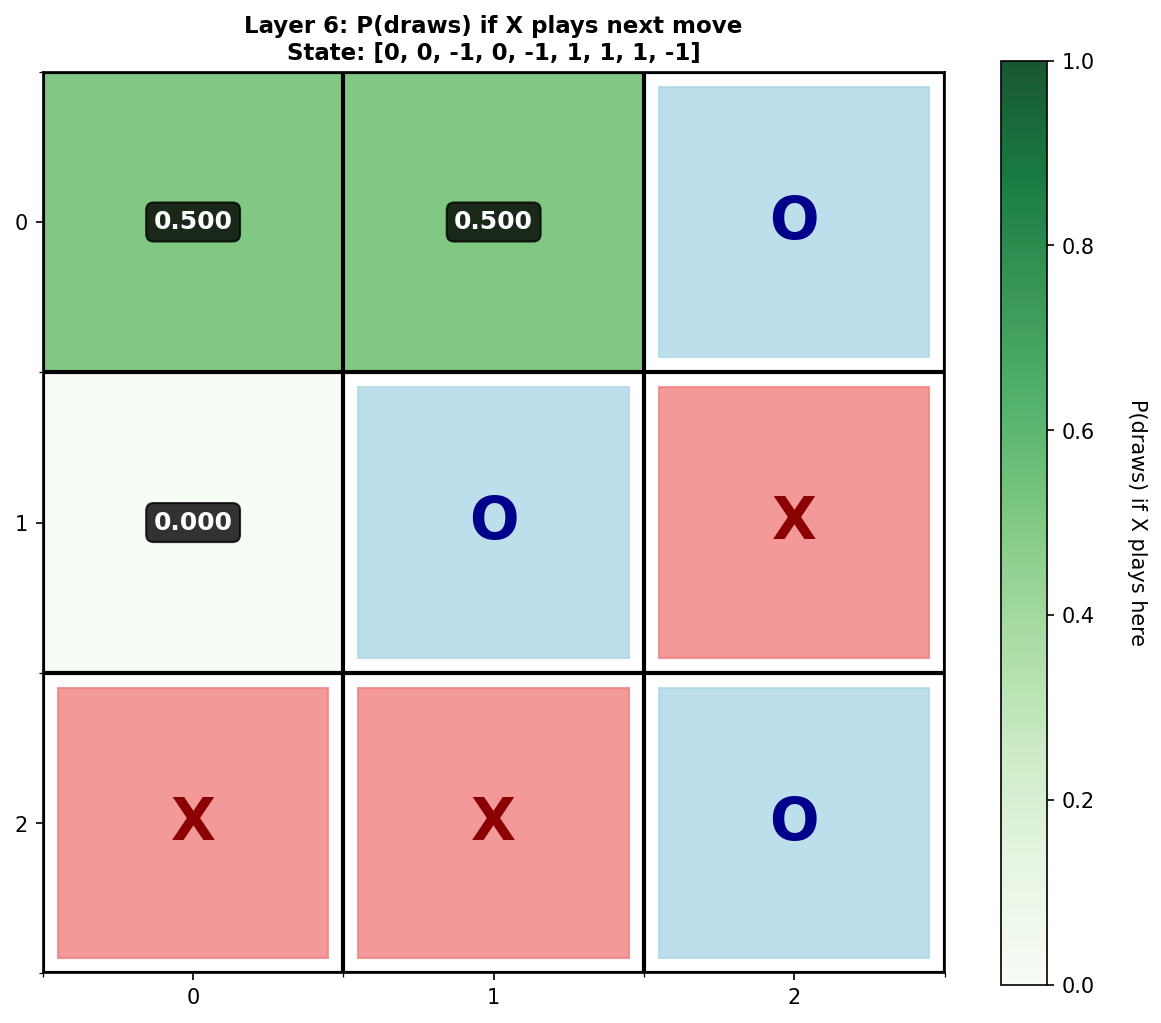 Layer 6: P(draws) if X plays next move
State: [0, 0, -1, 0, -1, 1, 1, 1, -1]
0
0.500
0.500
O
1
0.000
O
X
2
X
X
O
0
1
2
1.0
0.8
0.6
0.4
0.2
0.0
P(draws) if X plays here